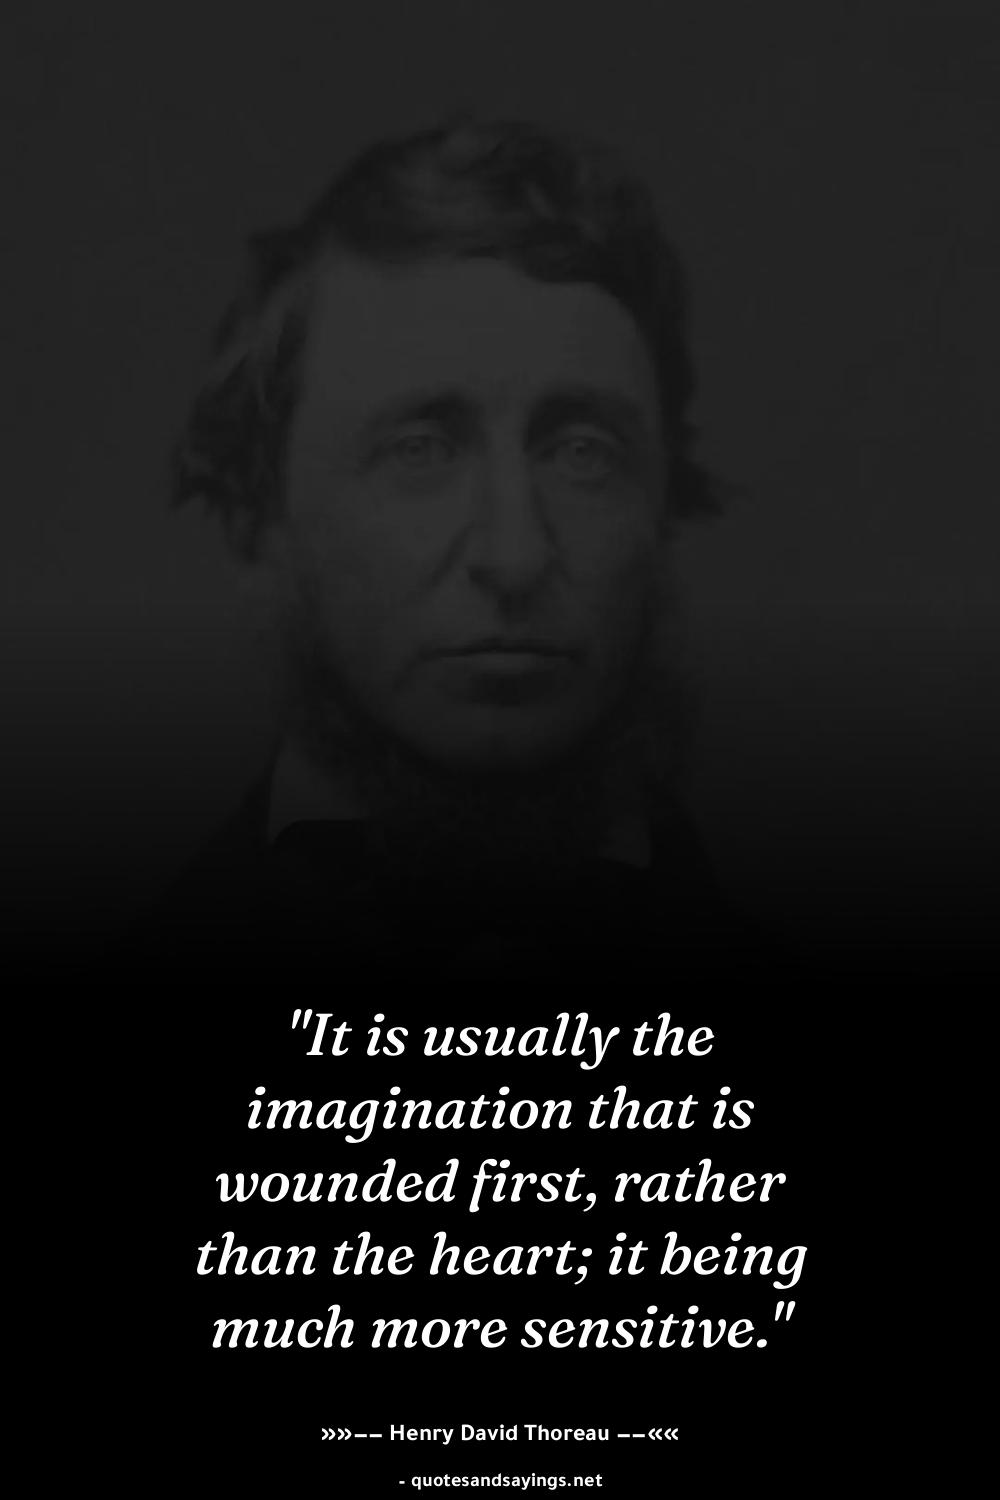 "It is usually the
imagination that is
wounded first, rather
than the heart; it being
much more sensitive."
»»−− Henry David Thoreau −−««
- quotesandsayings.net